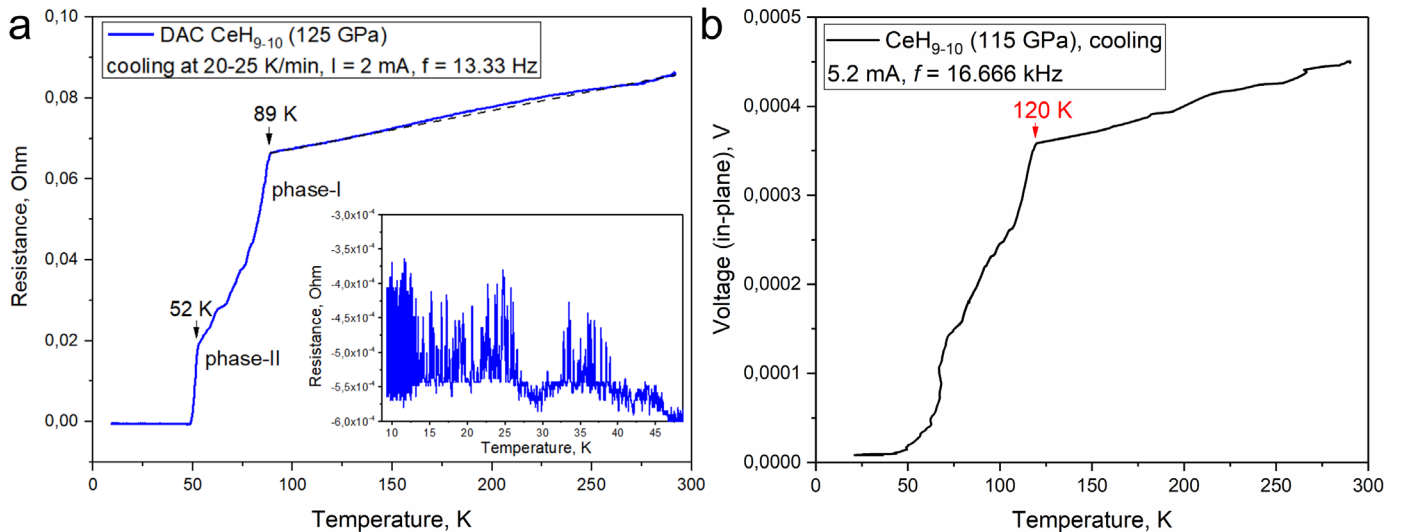 a
DAC CeH9-10 (125 GPa)
cooling at 20-25 K/min, I = 2 mA, f = 13.33 Hz
Resistance, Ohm
0,10
0,08
0,06
0,04
0,02
0,00
89 K
phase-I
52 K
phase-II
Resistance, Ohm
-3,0x10-4
-3,5x10-4
-4,0x10-4
-4,5x10-4
-5,0x10-4
-5,5x10-4
-6,0x10-4
10 15 20 25 30 35 40 45
Temperature, K
0 50 100 150 200 250 300
Temperature, K
b
CeH9-10 (115 GPa), cooling
5.2 mA, f = 16.666 kHz
Voltage (in-plane), V
0,0005
0,0004
0,0003
0,0002
0,0001
0,0000
120 K
0 50 100 150 200 250 300
Temperature, K